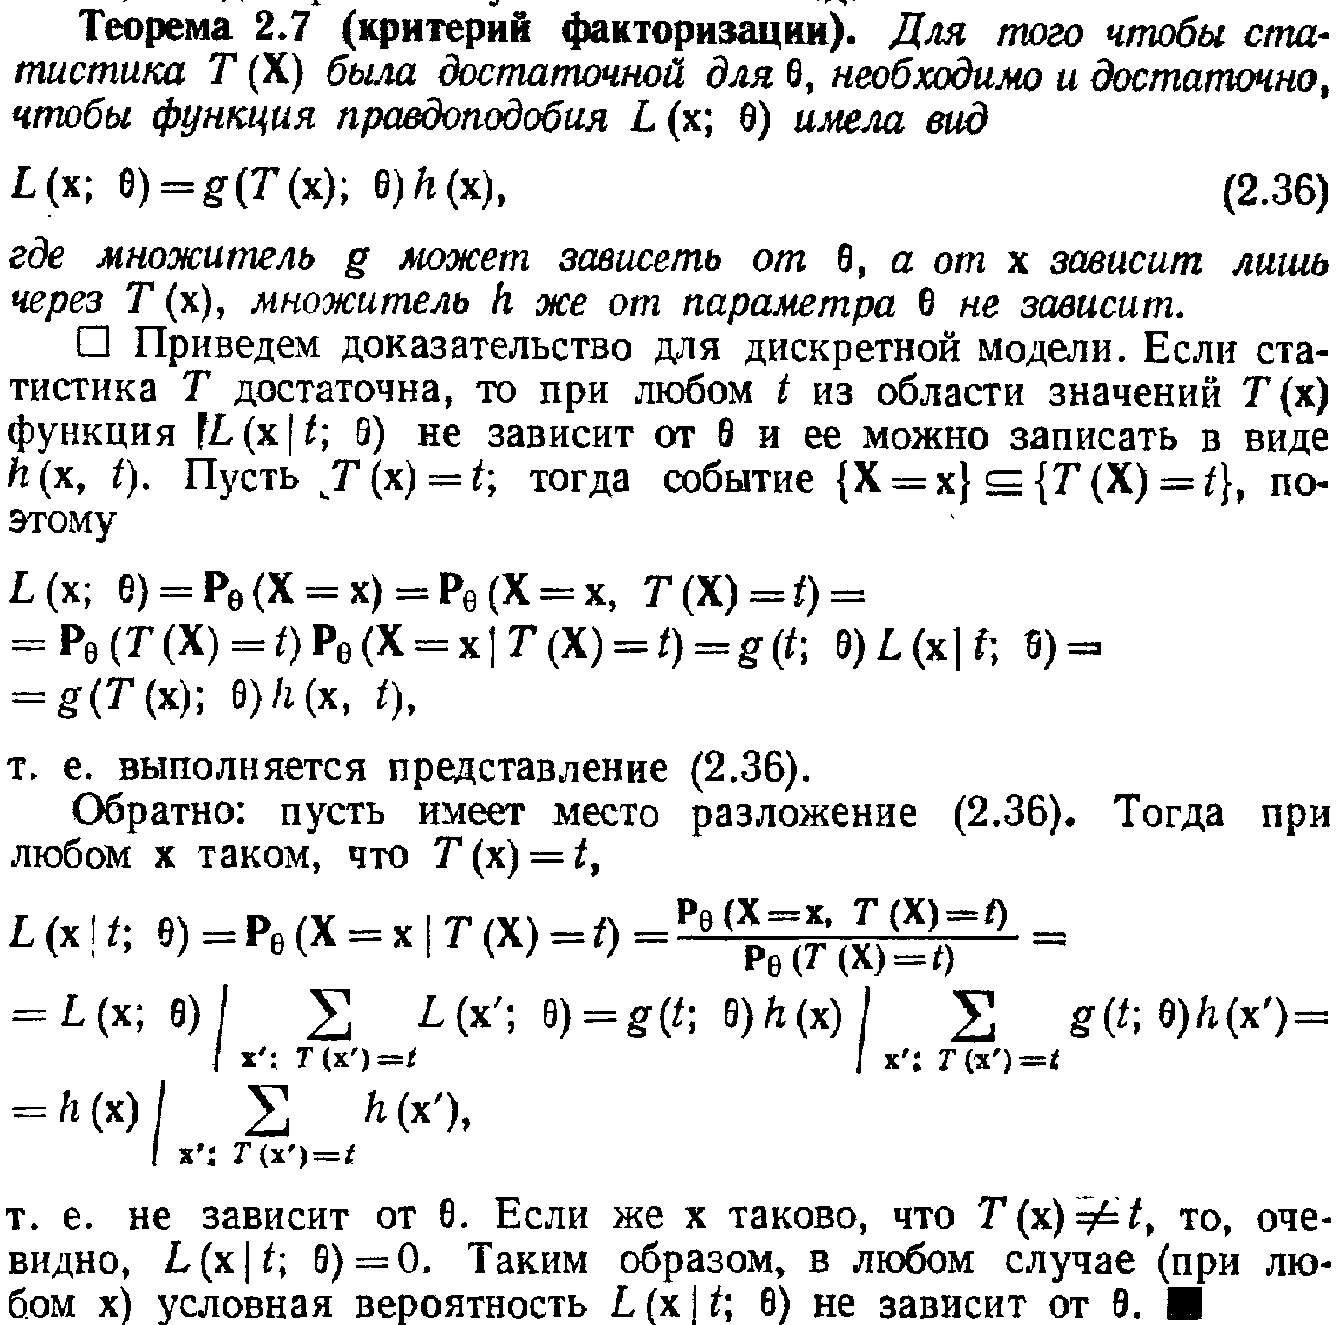 Теорема 2.7 (критерий факторизации). Для того чтобы ста-
тистика T (X) была достаточной для θ, необходимо и достаточно,
чтобы функция правдоподобия L (x; θ) имела вид
L (x; θ) = g (T (x); θ) h (x), (2.36)
где множитель g может зависеть от θ, а от x зависит лишь
через T (x), множитель h же от параметра θ не зависит.
□ Приведем доказательство для дискретной модели. Если ста-
тистика T достаточна, то при любом t из области значений T (x)
функция L (x | t; θ) не зависит от θ и ее можно записать в виде
h (x, t). Пусть T (x) = t; тогда событие {X = x} ⊆ {T (X) = t}, по-
этому
L (x; θ) = P_θ (X = x) = P_θ (X = x, T (X) = t) =
= P_θ (T (X) = t) P_θ (X = x | T (X) = t) = g (t; θ) L (x | t; θ) =
= g (T (x); θ) h (x, t),
т. е. выполняется представление (2.36).
Обратно: пусть имеет место разложение (2.36). Тогда при
любом x таком, что T (x) = t,
L (x | t; θ) = P_θ (X = x | T (X) = t) = P_θ (X = x, T (X) = t) / P_θ (T (X) = t) =
= L (x; θ) / ∑ L (x′; θ) = g (t; θ) h (x) / ∑ g (t; θ) h (x′) =
x′: T (x′) = t x′: T (x′) = t
= h (x) / ∑ h (x′),
x′: T (x′) = t
т. е. не зависит от θ. Если же x таково, что T (x) ≠ t, то, оче-
видно, L (x | t; θ) = 0. Таким образом, в любом случае (при лю-
бом x) условная вероятность L (x | t; θ) не зависит от θ. ■